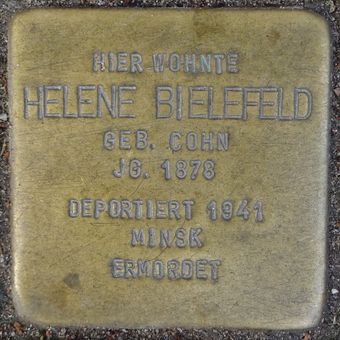 HIER WOHNTE
HELENE BIELEFELD
GEB. COHN
JG. 1878
DEPORTIERT 1941
MINSK
ERMORDET